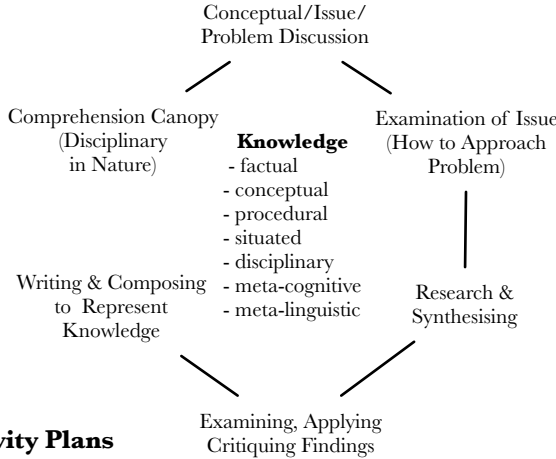 Conceptual/Issue/
Problem Discussion
Comprehension Canopy
(Disciplinary
in Nature)
Examination of Issue
(How to Approach
Problem)
Knowledge
- factual
- conceptual
- procedural
- situated
- disciplinary
- meta-cognitive
- meta-linguistic
Writing & Composing
to Represent
Knowledge
Research &
Synthesising
Examining, Applying
Critiquing Findings
vity Plans